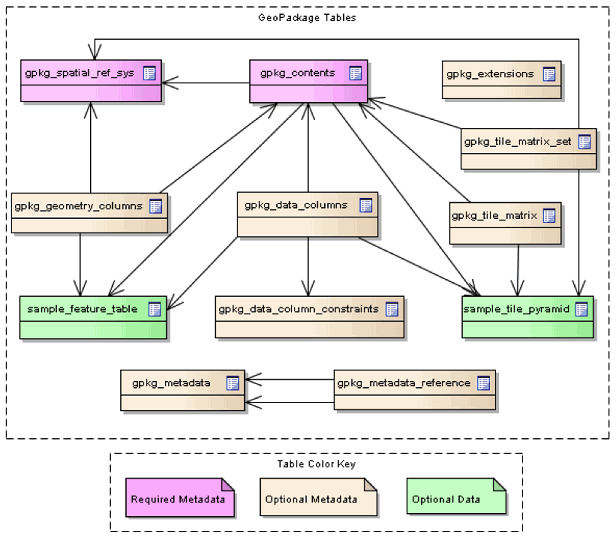 GeoPackage Tables
gpkg_spatial_ref_sys
gpkg_contents
gpkg_extensions
gpkg_tile_matrix_set
gpkg_geometry_columns
gpkg_data_columns
gpkg_tile_matrix
sample_feature_table
gpkg_data_column_constraints
sample_tile_pyramid
gpkg_metadata
gpkg_metadata_reference
Table Color Key
Required Metadata
Optional Metadata
Optional Data